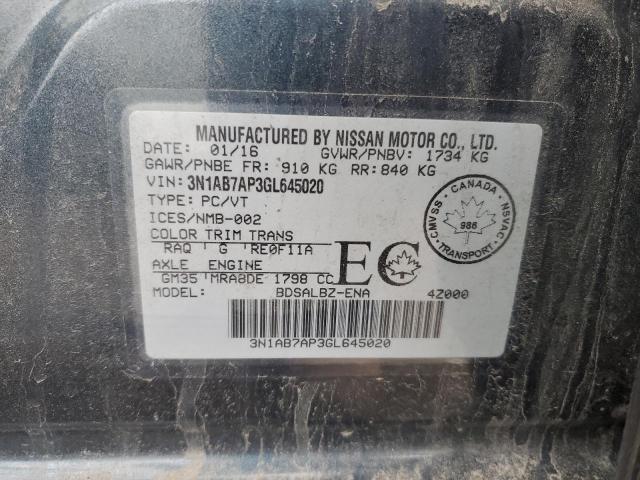 MANUFACTURED BY NISSAN MOTOR CO., LTD.
DATE: 01/16 GVWR/PNBV: 1734 KG
GAWR/PNBE FR: 910 KG RR:840 KG
VIN: 3N1AB7AP3GL645020
TYPE: PC/VT
ICES/NMB-002
COLOR TRIM TRANS
RAQ ' G ' RE0F11A
AXLE ENGINE
GM35 'MRA8DE 1798 CC
MODEL: BDSALBZ-ENA 4Z000
3N1AB7AP3GL645020
EC
CMVSS - CANADA - NSVAC
986
TRANSPORT